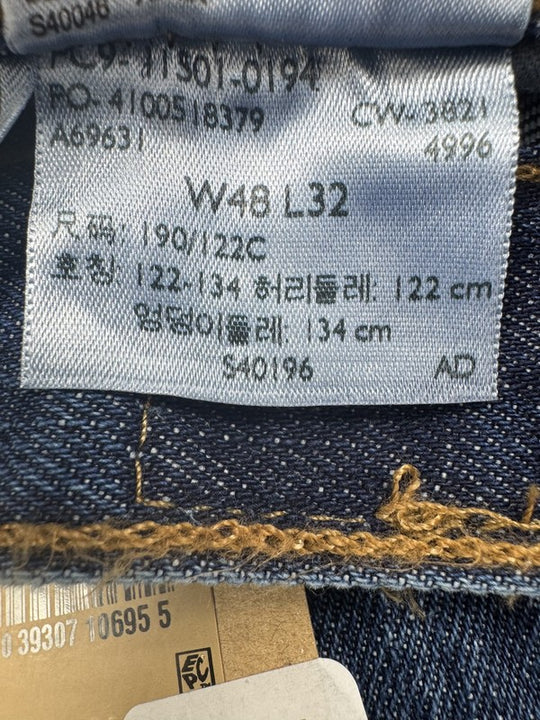 S40046
PC9-11501-0194
PO- 4100518379 CW-3821
A69631 4996
W48 L32
尺码: 190/122C
호칭: 122-134 허리둘레: 122 cm
엉덩이둘레: 134 cm
S40196 AD
0 39307 10695 5
EC
P